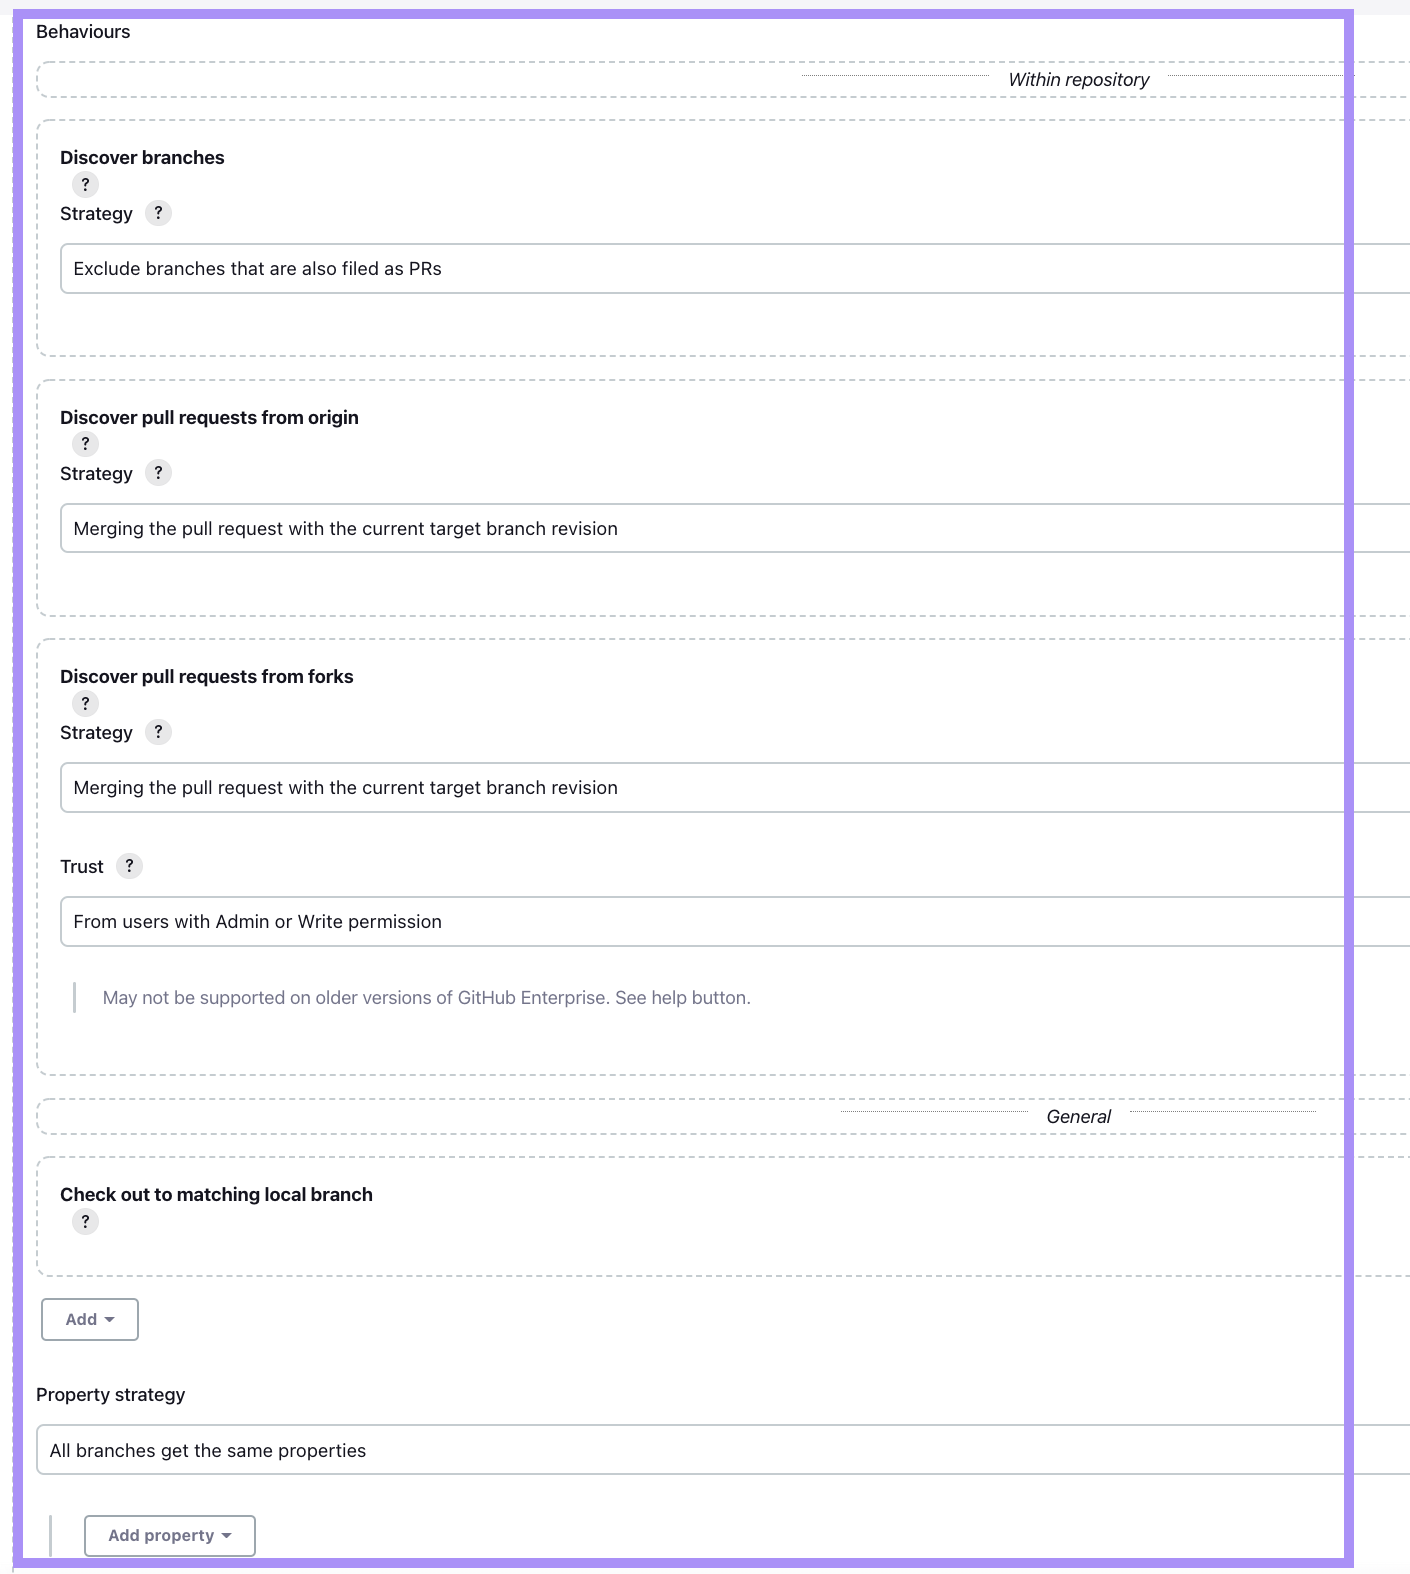 Behaviours
Within repository
Discover branches
?
Strategy ?
Exclude branches that are also filed as PRs
Discover pull requests from origin
?
Strategy ?
Merging the pull request with the current target branch revision
Discover pull requests from forks
?
Strategy ?
Merging the pull request with the current target branch revision
Trust ?
From users with Admin or Write permission
May not be supported on older versions of GitHub Enterprise. See help button.
General
Check out to matching local branch
?
Add
Property strategy
All branches get the same properties
Add property